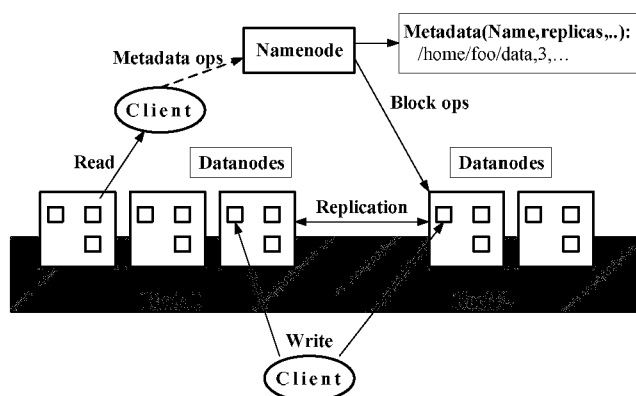 Metadata(Name,replicas,..):
/home/foo/data,3,...
Namenode
Metadata ops
Client
Block ops
Read
Datanodes
Datanodes
Replication
Write
Client